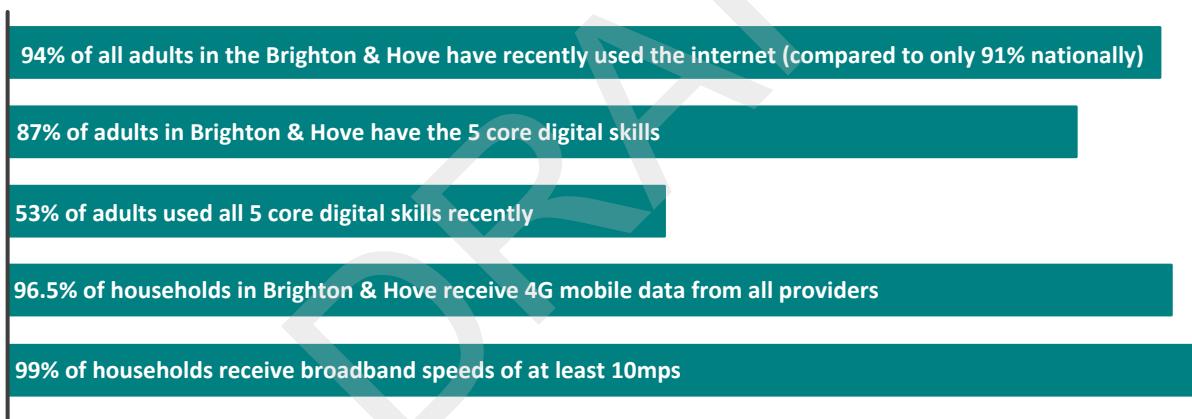 94% of all adults in the Brighton & Hove have recently used the internet (compared to only 91% nationally)
87% of adults in Brighton & Hove have the 5 core digital skills
53% of adults used all 5 core digital skills recently
96.5% of households in Brighton & Hove receive 4G mobile data from all providers
99% of households receive broadband speeds of at least 10mps
DRA